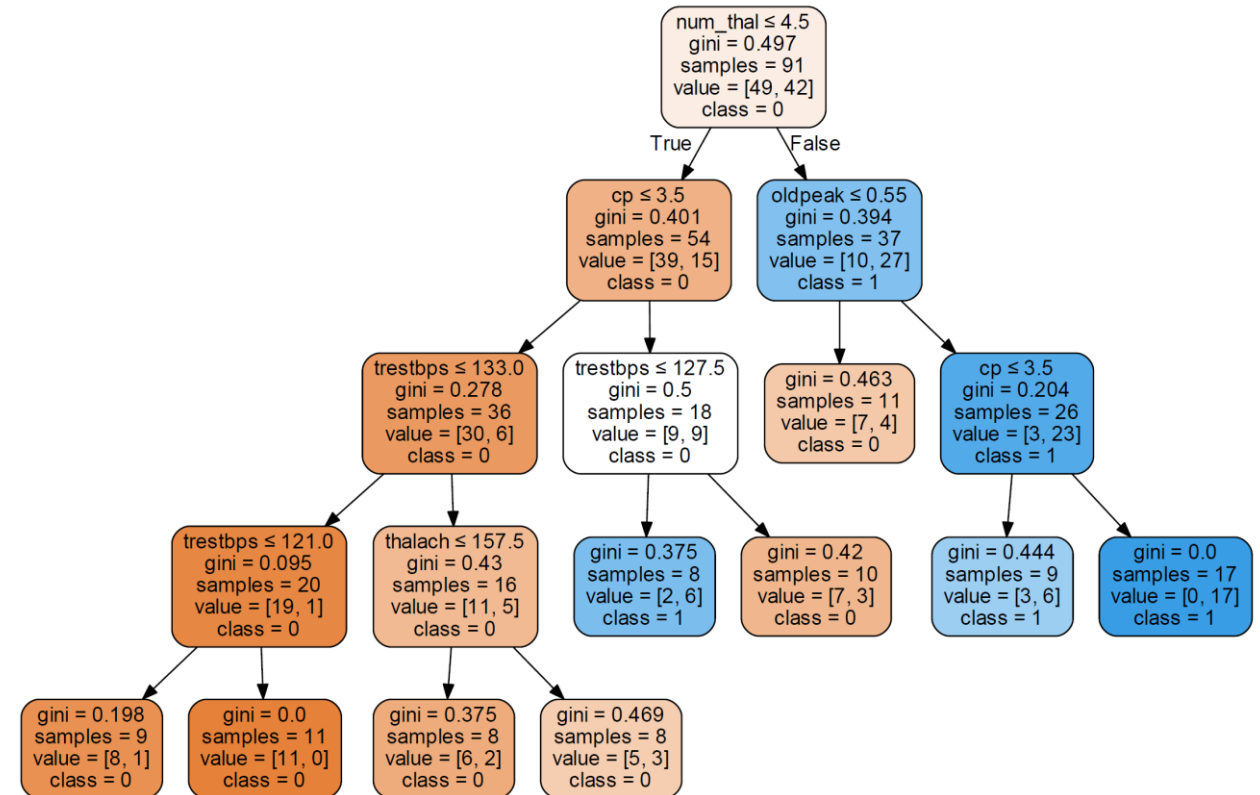 num_thal ≤ 4.5
gini = 0.497
samples = 91
value = [49, 42]
class = 0
True
False
cp ≤ 3.5
gini = 0.401
samples = 54
value = [39, 15]
class = 0
oldpeak ≤ 0.55
gini = 0.394
samples = 37
value = [10, 27]
class = 1
trestbps ≤ 133.0
gini = 0.278
samples = 36
value = [30, 6]
class = 0
trestbps ≤ 127.5
gini = 0.5
samples = 18
value = [9, 9]
class = 0
gini = 0.463
samples = 11
value = [7, 4]
class = 0
cp ≤ 3.5
gini = 0.204
samples = 26
value = [3, 23]
class = 1
trestbps ≤ 121.0
gini = 0.095
samples = 20
value = [19, 1]
class = 0
thalach ≤ 157.5
gini = 0.43
samples = 16
value = [11, 5]
class = 0
gini = 0.375
samples = 8
value = [2, 6]
class = 1
gini = 0.42
samples = 10
value = [7, 3]
class = 0
gini = 0.444
samples = 9
value = [3, 6]
class = 1
gini = 0.0
samples = 17
value = [0, 17]
class = 1
gini = 0.198
samples = 9
value = [8, 1]
class = 0
gini = 0.0
samples = 11
value = [11, 0]
class = 0
gini = 0.375
samples = 8
value = [6, 2]
class = 0
gini = 0.469
samples = 8
value = [5, 3]
class = 0